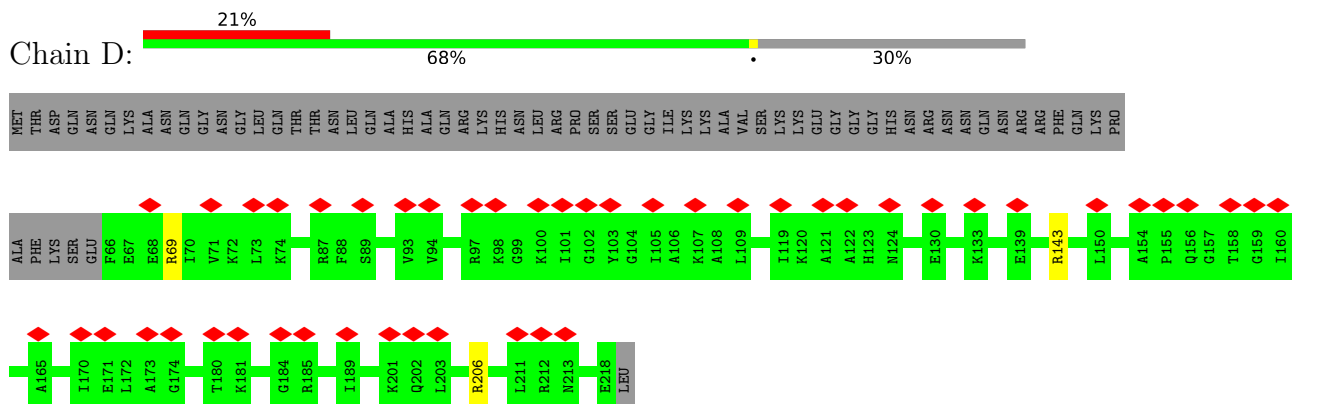 21%
Chain D:
68%
•
30%
MET THR ASP GLN ASN GLN LYS ALA ASN GLN GLY ASN GLY LEU GLN THR THR ASN LEU GLN ALA HIS ALA GLN ARG LYS HIS ASN LEU ARG PRO SER SER GLU GLY ILE LYS LYS ALA VAL SER LYS LYS GLU GLY GLY GLY HIS ASN ARG ASN ASN GLN ASN ARG ARG PHE GLN LYS PRO
ALA PHE LYS SER GLU F66 E67 E68 R69 I70 V71 K72 L73 K74 R87 F88 S89 V93 V94 R97 K98 G99 K100 I101 G102 Y103 G104 I105 A106 K107 A108 L109 I119 K120 A121 A122 H123 N124 E130 K133 E139 R143 L150 A154 P155 Q156 G157 T158 G159 I160
A165 I170 E171 L172 A173 G174 T180 K181 G184 R185 I189 K201 Q202 L203 R206 L211 R212 N213 E218 LEU